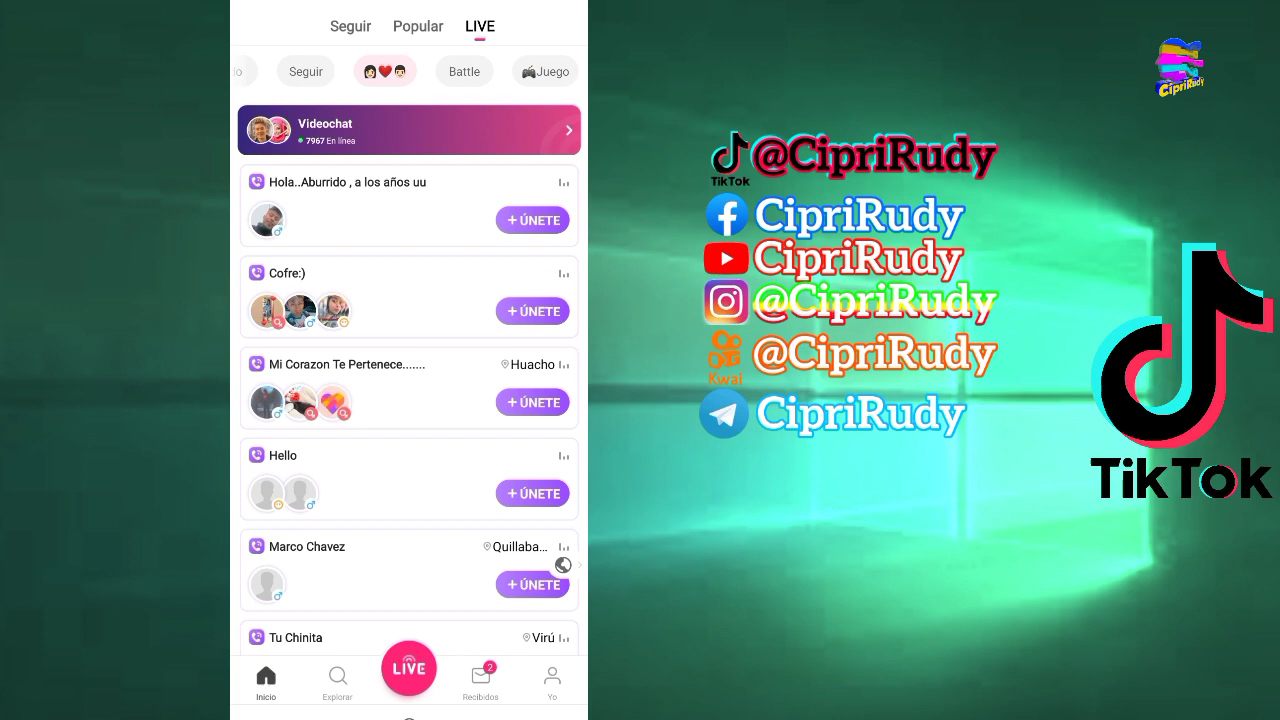 Seguir Popular LIVE
Seguir Battle Juego
Videochat
7967 En línea
Hola..Aburrido , a los años uu
+ ÚNETE
Cofre:)
+ ÚNETE
Mi Corazon Te Pertenece....... Huacho
+ ÚNETE
Hello
+ ÚNETE
Marco Chavez Quillaba...
+ ÚNETE
Tu Chinita Virú
LIVE
2
Inicio Explorar Recibidos Yo
CipriRudy
TikTok @CipriRudy
CipriRudy
CipriRudy
@CipriRudy
Kwai @CipriRudy
CipriRudy
TikTok